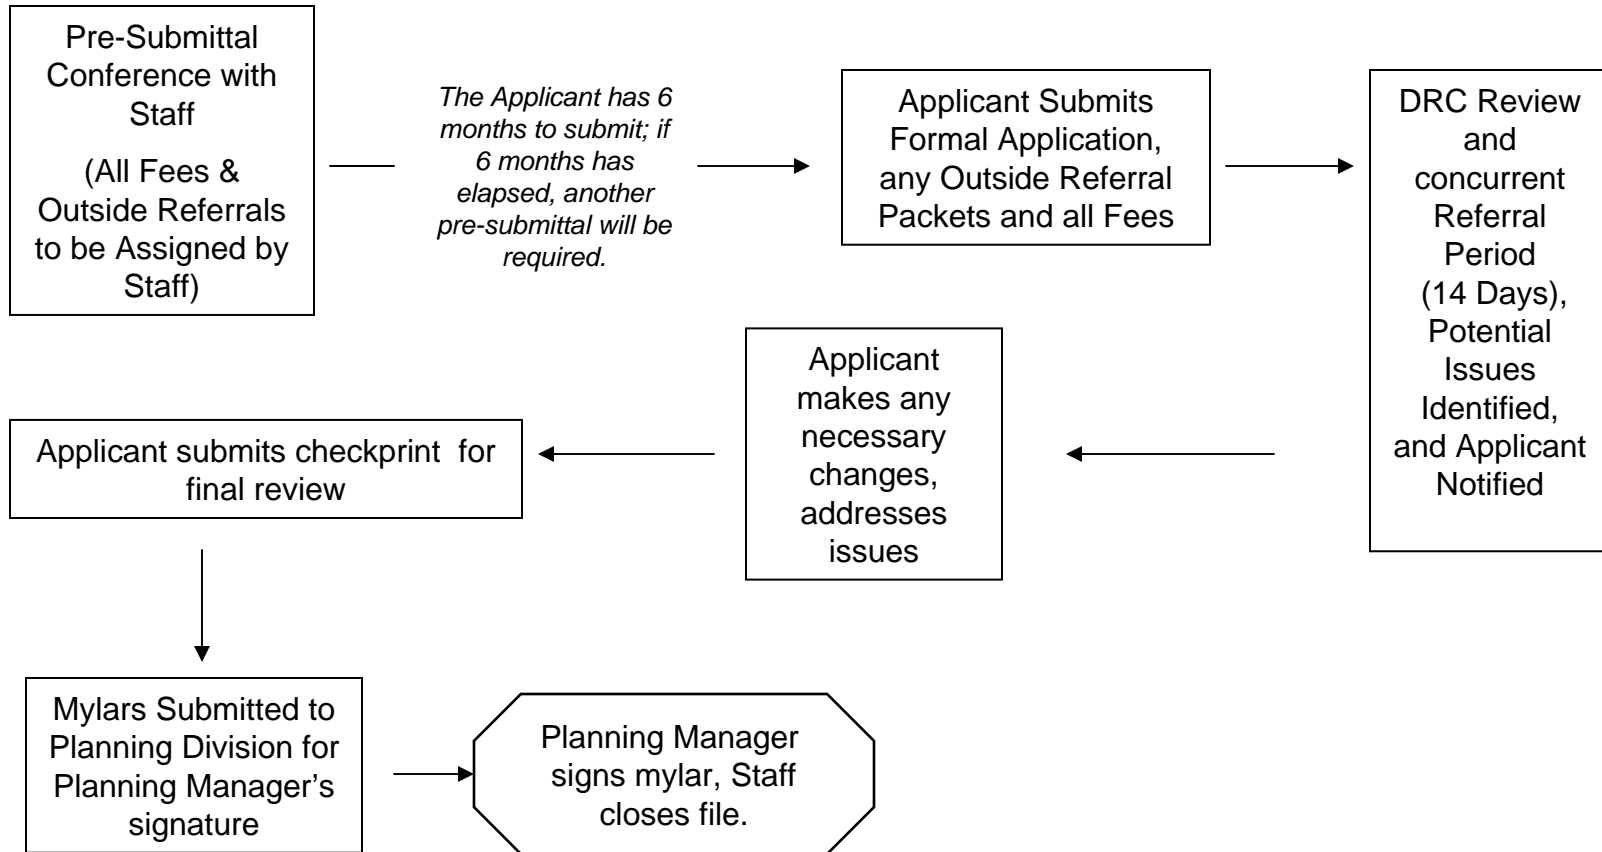 Pre-Submittal
Conference with
Staff
(All Fees &
Outside Referrals
to be Assigned by
Staff)
The Applicant has 6
months to submit; if
6 months has
elapsed, another
pre-submittal will be
required.
Applicant Submits
Formal Application,
any Outside Referral
Packets and all Fees
DRC Review
and
concurrent
Referral
Period
(14 Days),
Potential
Issues
Identified,
and Applicant
Notified
Applicant
makes any
necessary
changes,
addresses
issues
Applicant submits checkprint for
final review
Mylars Submitted to
Planning Division for
Planning Manager’s
signature
Planning Manager
signs mylar, Staff
closes file.